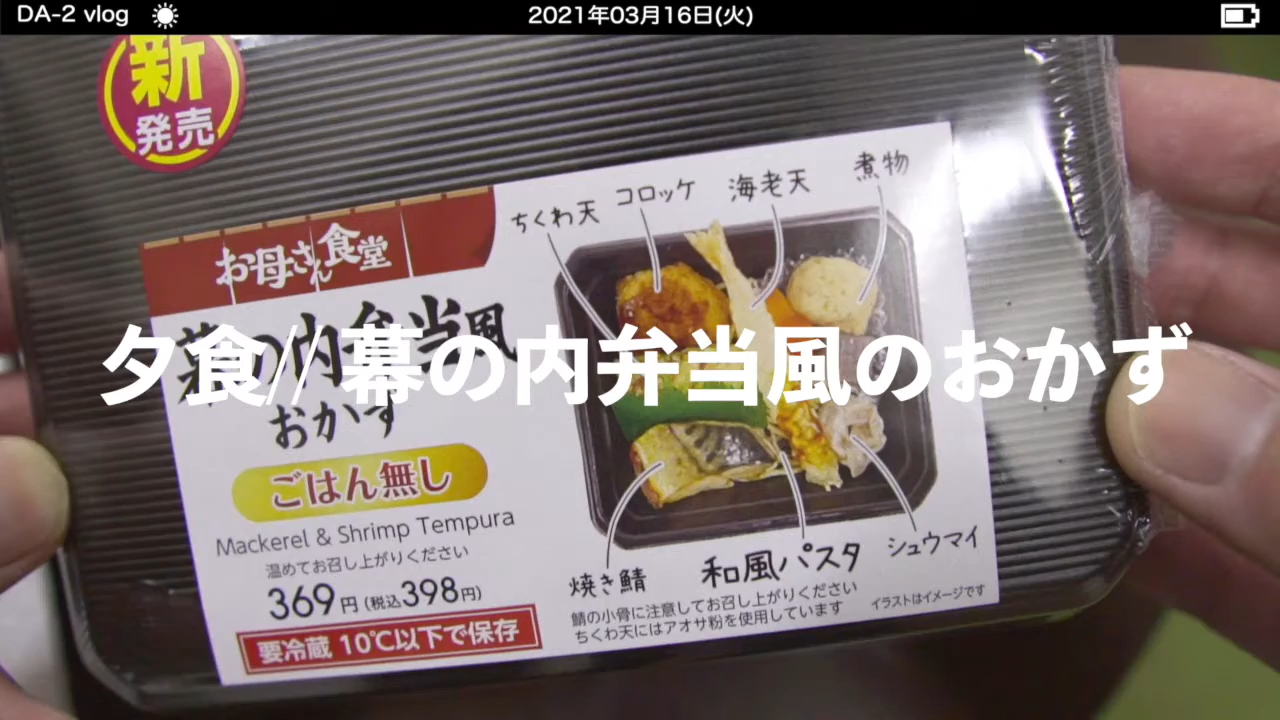 DA-2 vlog
2021年03月16日(火)
新
発売
お母さん食堂
幕の内弁当風
おかず
ごはん無し
Mackerel & Shrimp Tempura
温めてお召し上がりください
369円(税込398円)
要冷蔵 10℃以下で保存
ちくわ天
コロッケ
海老天
煮物
焼き鯖
和風パスタ
シュウマイ
鯖の小骨に注意してお召し上がりください
ちくわ天にはアオサ粉を使用しています
イラストはイメージです
夕食//幕の内弁当風のおかず